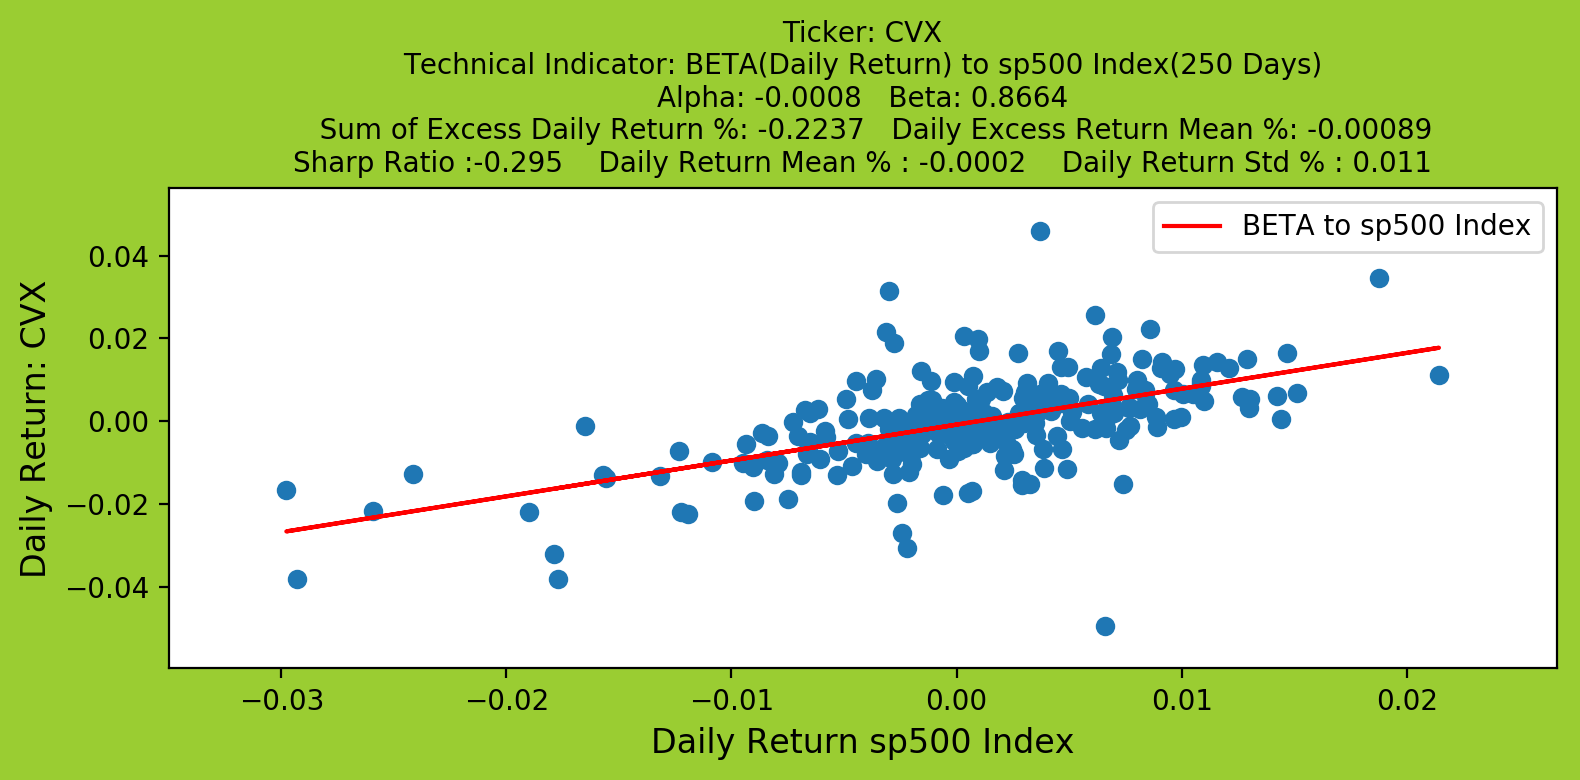 Ticker: CVX
Technical Indicator: BETA(Daily Return) to sp500 Index(250 Days)
Alpha: -0.0008   Beta: 0.8664
Sum of Excess Daily Return %: -0.2237   Daily Excess Return Mean %: -0.00089
Sharp Ratio :-0.295    Daily Return Mean % : -0.0002    Daily Return Std % : 0.011
BETA to sp500 Index
0.04
0.02
0.00
−0.02
−0.04
Daily Return: CVX
−0.03 −0.02 −0.01 0.00 0.01 0.02
Daily Return sp500 Index